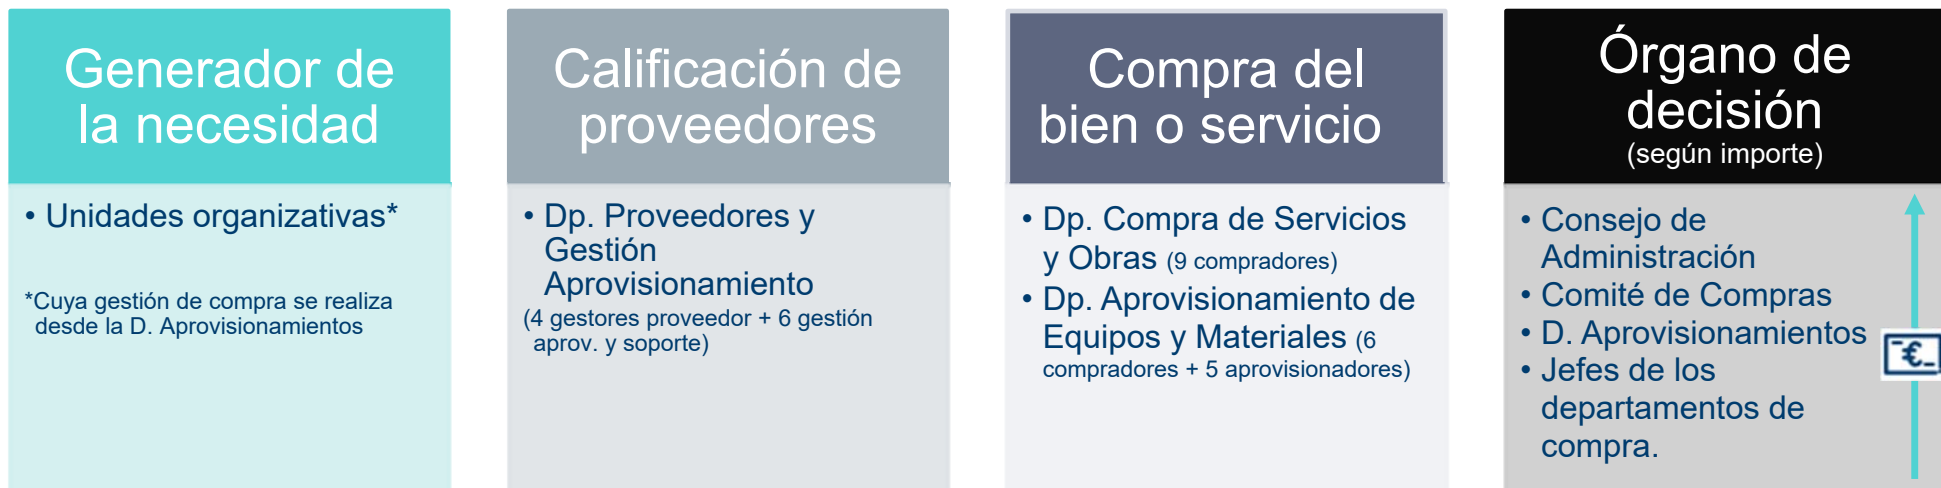 Generador de
la necesidad
• Unidades organizativas*
*Cuya gestión de compra se realiza
desde la D. Aprovisionamientos
Calificación de
proveedores
• Dp. Proveedores y
Gestión
Aprovisionamiento
(4 gestores proveedor + 6 gestión
aprov. y soporte)
Compra del
bien o servicio
• Dp. Compra de Servicios
y Obras (9 compradores)
• Dp. Aprovisionamiento de
Equipos y Materiales (6
compradores + 5 aprovisionadores)
Órgano de
decisión
(según importe)
• Consejo de
Administración
• Comité de Compras
• D. Aprovisionamientos
• Jefes de los
departamentos de
compra.
€